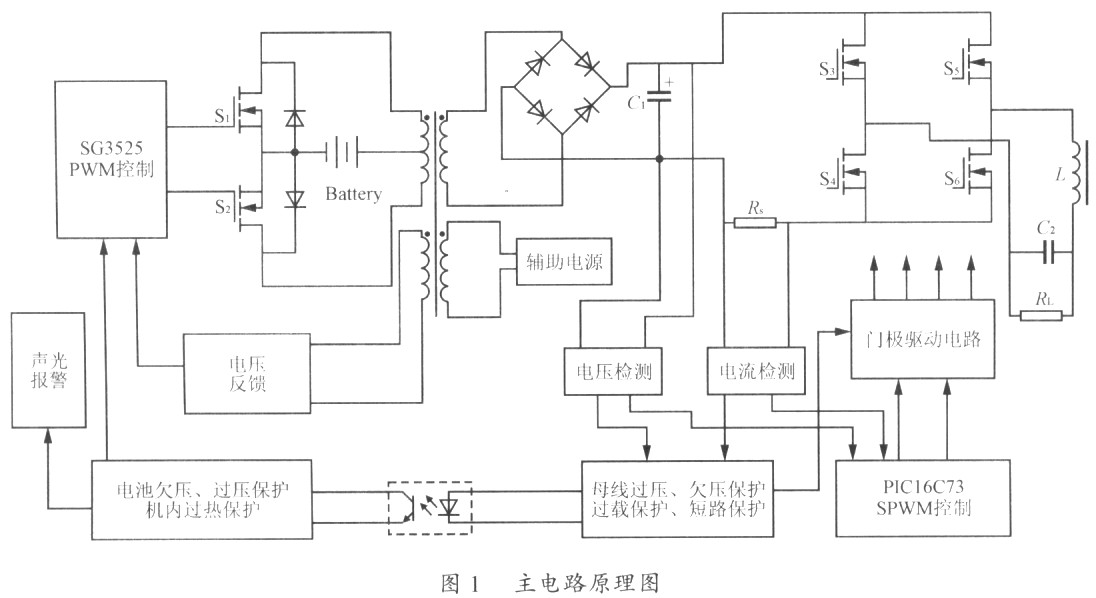 SG3525
PWM控制
S1
S2
Battery
C1
+
S3
S5
S4
S6
L
Rs
C2
RL
辅助电源
门极驱动电路
声光
报警
电压
反馈
电压检测
电流检测
电池欠压、过压保护
机内过热保护
母线过压、欠压保护
过载保护、短路保护
PIC16C73
SPWM控制
图 1 主电路原理图